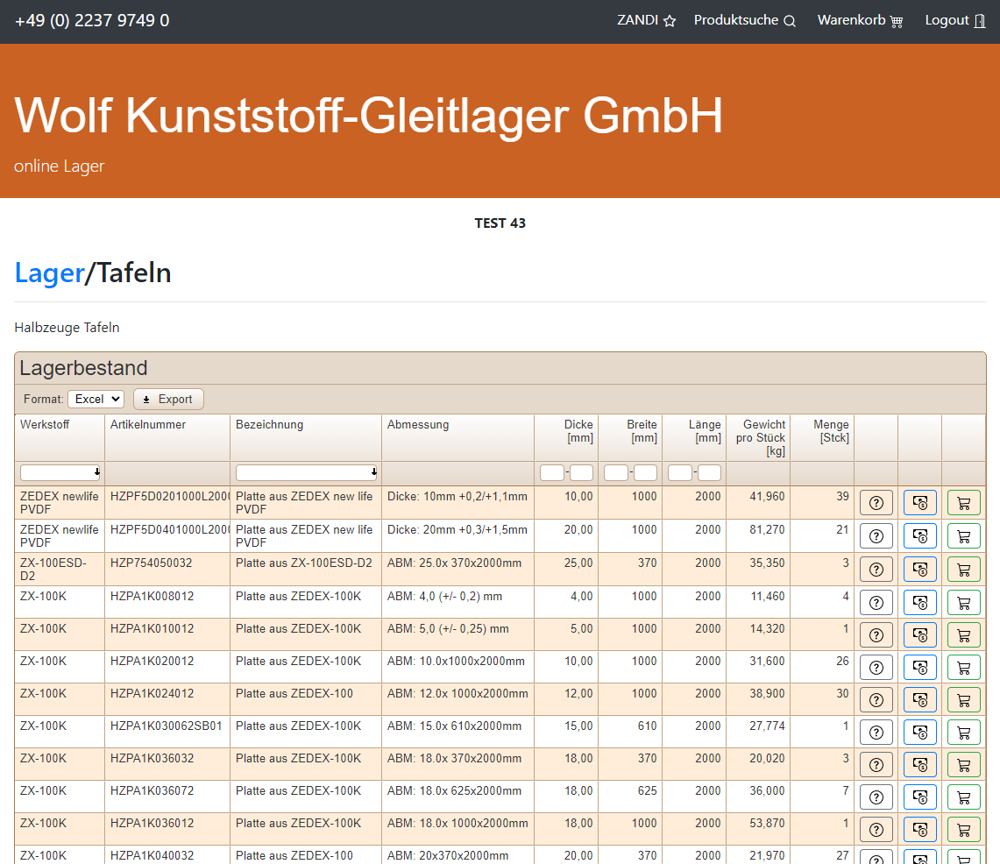 +49 (0) 2237 9749 0
ZANDI Produktsuche Warenkorb Logout
Wolf Kunststoff-Gleitlager GmbH
online Lager
TEST 43
Lager/Tafeln
Halbzeuge Tafeln
Lagerbestand
Format: Excel Export
Werkstoff Artikelnummer Bezeichnung Abmessung Dicke Breite Länge Gewicht Menge
[mm] [mm] [mm] pro Stück [Stck]
[kg]
- - -
ZEDEX newlife HZPF5D0201000L2000 Platte aus ZEDEX new life Dicke: 10mm +0,2/+1,1mm 10,00 1000 2000 41,960 39
PVDF PVDF
ZEDEX newlife HZPF5D0401000L2000 Platte aus ZEDEX new life Dicke: 20mm +0,3/+1,5mm 20,00 1000 2000 81,270 21
PVDF PVDF
ZX-100ESD- HZP754050032 Platte aus ZX-100ESD-D2 ABM: 25.0x 370x2000mm 25,00 370 2000 35,350 3
D2
ZX-100K HZPA1K008012 Platte aus ZEDEX-100K ABM: 4,0 (+/- 0,2) mm 4,00 1000 2000 11,460 4
ZX-100K HZPA1K010012 Platte aus ZEDEX-100K ABM: 5,0 (+/- 0,25) mm 5,00 1000 2000 14,320 1
ZX-100K HZPA1K020012 Platte aus ZEDEX-100K ABM: 10.0x1000x2000mm 10,00 1000 2000 31,600 26
ZX-100K HZPA1K024012 Platte aus ZEDEX-100 ABM: 12.0x 1000x2000mm 12,00 1000 2000 38,900 30
ZX-100K HZPA1K030062SB01 Platte aus ZEDEX-100K ABM: 15.0x 610x2000mm 15,00 610 2000 27,774 1
ZX-100K HZPA1K036032 Platte aus ZEDEX-100K ABM: 18.0x 370x2000mm 18,00 370 2000 20,020 3
ZX-100K HZPA1K036072 Platte aus ZEDEX-100K ABM: 18.0x 625x2000mm 18,00 625 2000 36,000 7
ZX-100K HZPA1K036012 Platte aus ZEDEX-100K ABM: 18.0x 1000x2000mm 18,00 1000 2000 53,870 1
ZX-100K HZPA1K040032 Platte aus ZEDEX-100 ABM: 20x370x2000mm 20,00 370 2000 21,970 27